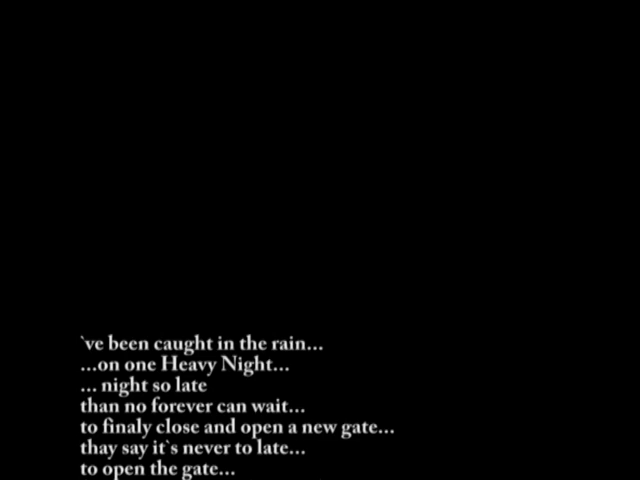 `ve been caught in the rain...
...on one Heavy Night...
... night so late
than no forever can wait...
to finaly close and open a new gate...
thay say it`s never to late...
to open the gate...